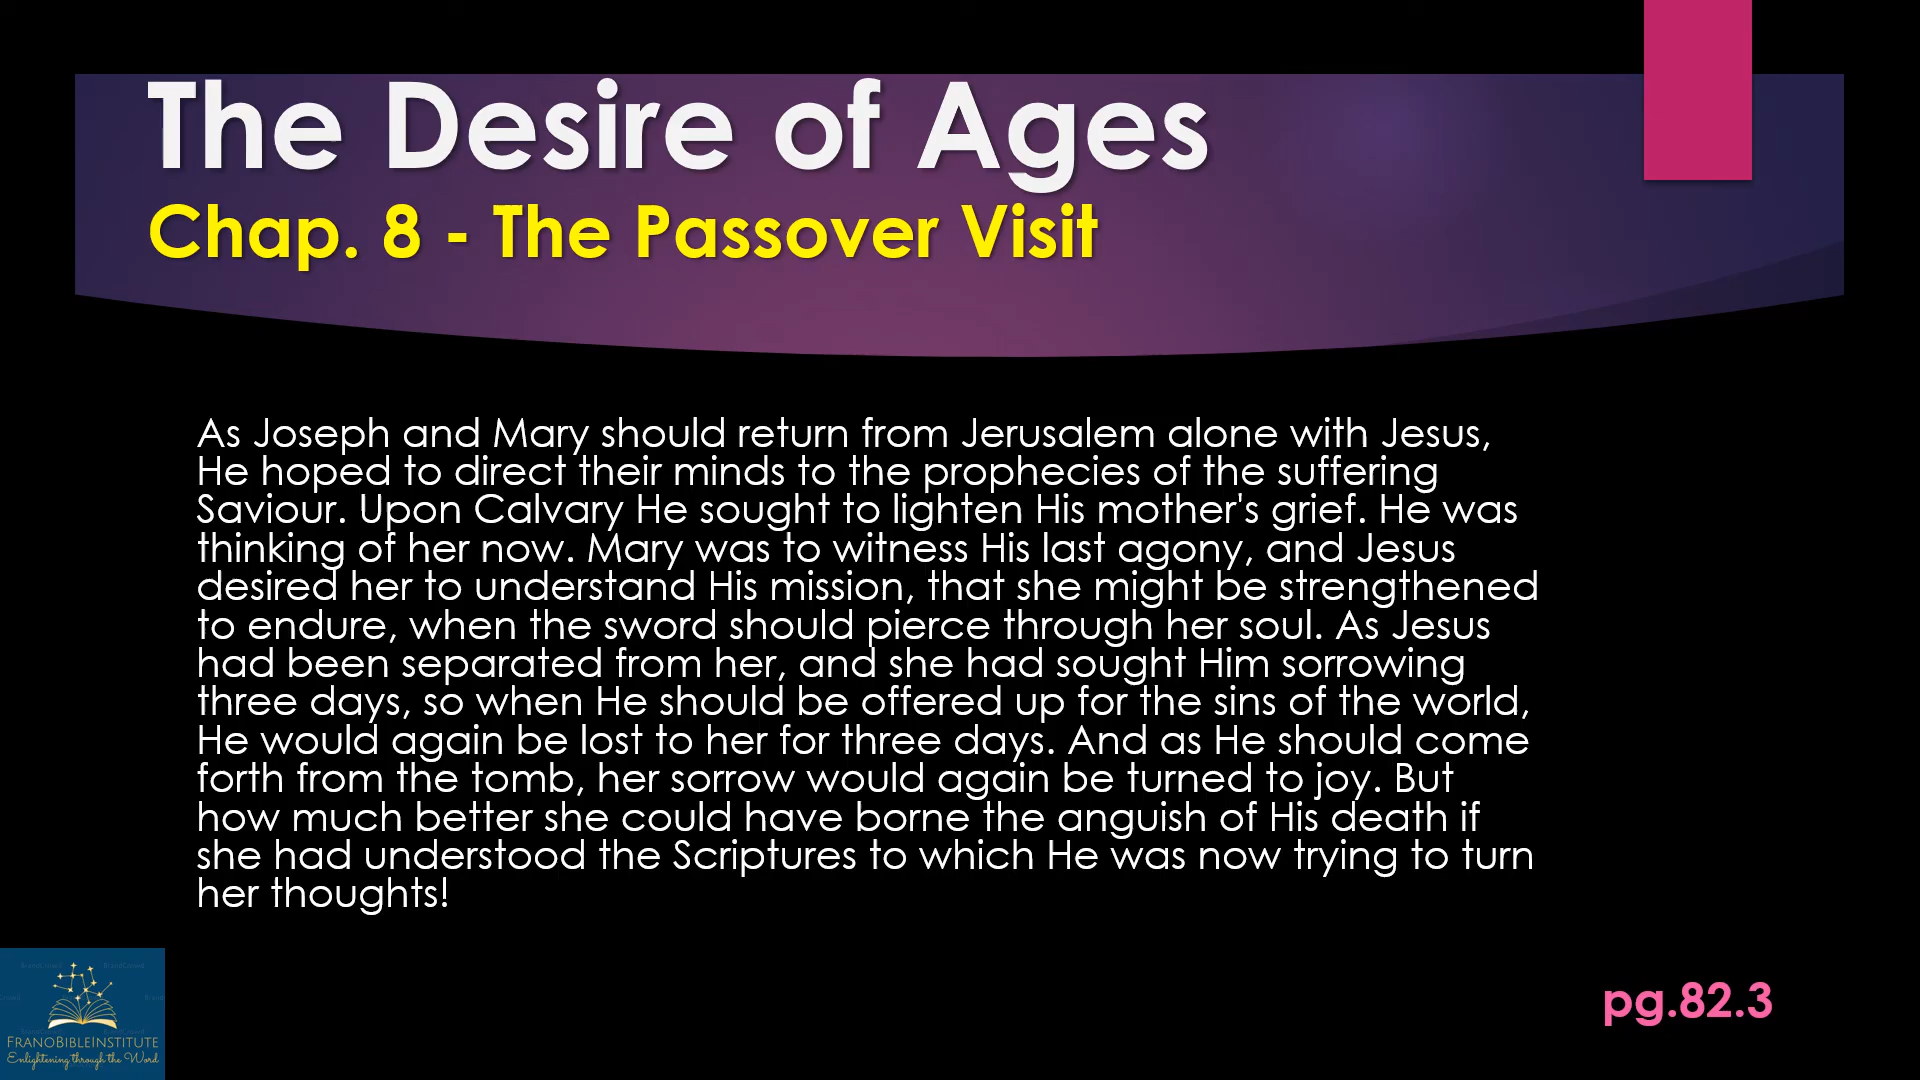 The Desire of Ages
Chap. 8 - The Passover Visit
As Joseph and Mary should return from Jerusalem alone with Jesus,
He hoped to direct their minds to the prophecies of the suffering
Saviour. Upon Calvary He sought to lighten His mother's grief. He was
thinking of her now. Mary was to witness His last agony, and Jesus
desired her to understand His mission, that she might be strengthened
to endure, when the sword should pierce through her soul. As Jesus
had been separated from her, and she had sought Him sorrowing
three days, so when He should be offered up for the sins of the world,
He would again be lost to her for three days. And as He should come
forth from the tomb, her sorrow would again be turned to joy. But
how much better she could have borne the anguish of His death if
she had understood the Scriptures to which He was now trying to turn
her thoughts!
FRANOBIBLEINSTITUTE
Enlightening through the Word
pg.82.3